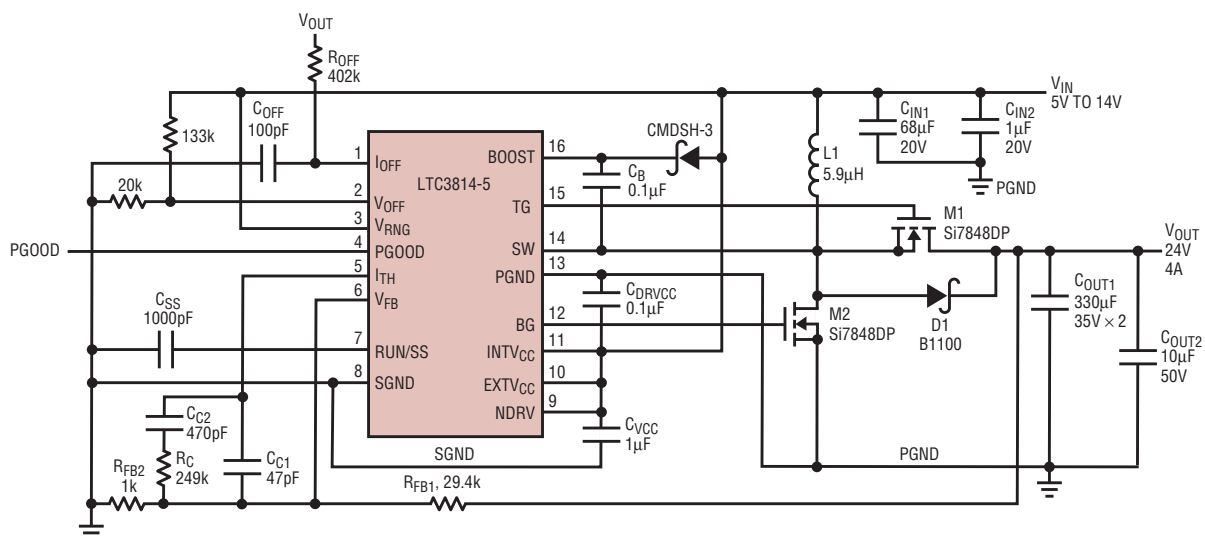 VOUT
ROFF
402k
VIN
5V TO 14V
COFF
100pF
133k
CIN1
68µF
20V
CIN2
1µF
20V
CMDSH-3
L1
5.9µH
PGND
1
IOFF
BOOST
16
CB
0.1µF
LTC3814-5
20k
2
VOFF
TG
15
M1
Si7848DP
3
VRNG
PGOOD
4
PGOOD
SW
14
VOUT
24V
4A
5
ITH
PGND
13
CDRVCC
0.1µF
COUT1
330µF
35V × 2
6
VFB
BG
12
M2
Si7848DP
D1
B1100
CSS
1000pF
7
RUN/SS
INTVCC
11
COUT2
10µF
50V
8
SGND
EXTVCC
10
NDRV
9
CC2
470pF
CVCC
1µF
SGND
PGND
RFB2
1k
RC
249k
CC1
47pF
RFB1, 29.4k